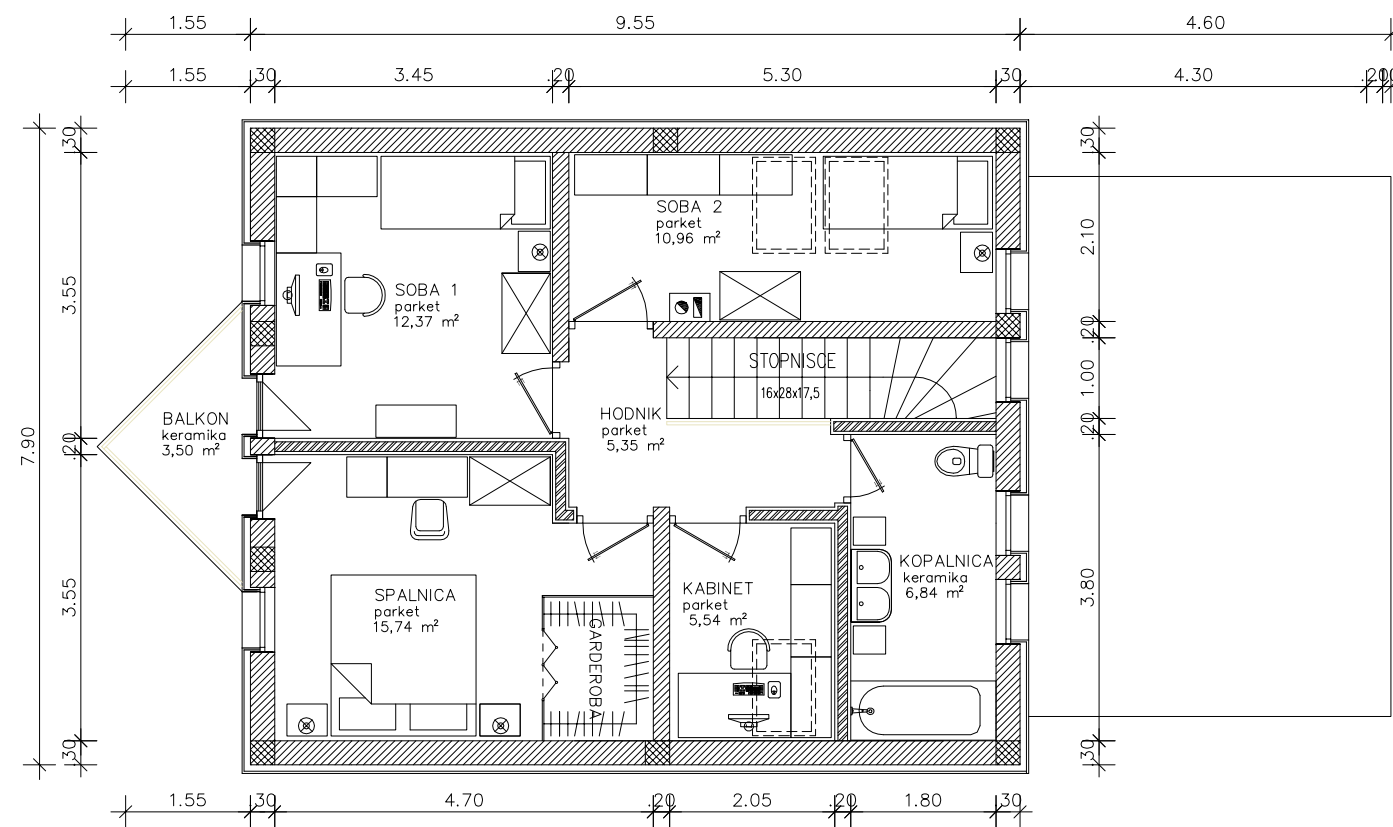 1.55
9.55
4.60
1.55
.30
3.45
.20
5.30
.30
4.30
.20
.30
3.55
7.90
.20
3.55
.30
.30
2.10
.20
1.00
.20
3.80
.30
SOBA 1
parket
12,37 m²
SOBA 2
parket
10,96 m²
STOPNISCE
16x28x17,5
HODNIK
parket
5,35 m²
BALKON
keramika
3,50 m²
SPALNICA
parket
15,74 m²
GARDEROBA
KABINET
parket
5,54 m²
KOPALNICA
keramika
6,84 m²
1.55
.30
4.70
.20
2.05
.20
1.80
.30